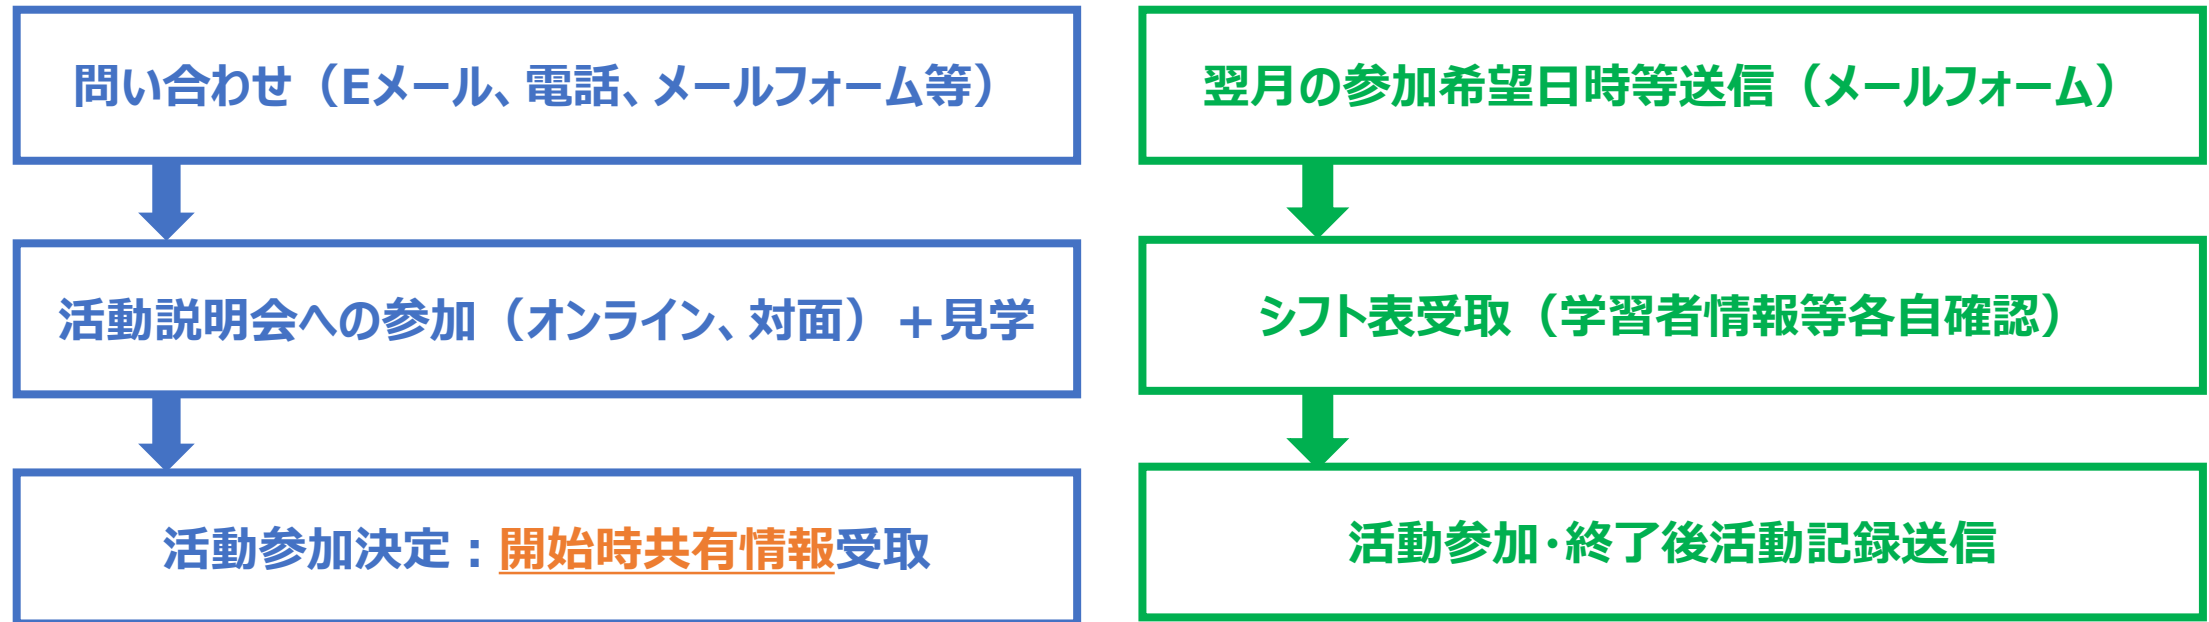 問い合わせ（Eメール、電話、メールフォーム等）
活動説明会への参加（オンライン、対面）＋見学
活動参加決定：開始時共有情報受取
翌月の参加希望日時等送信（メールフォーム）
シフト表受取（学習者情報等各自確認）
活動参加・終了後活動記録送信